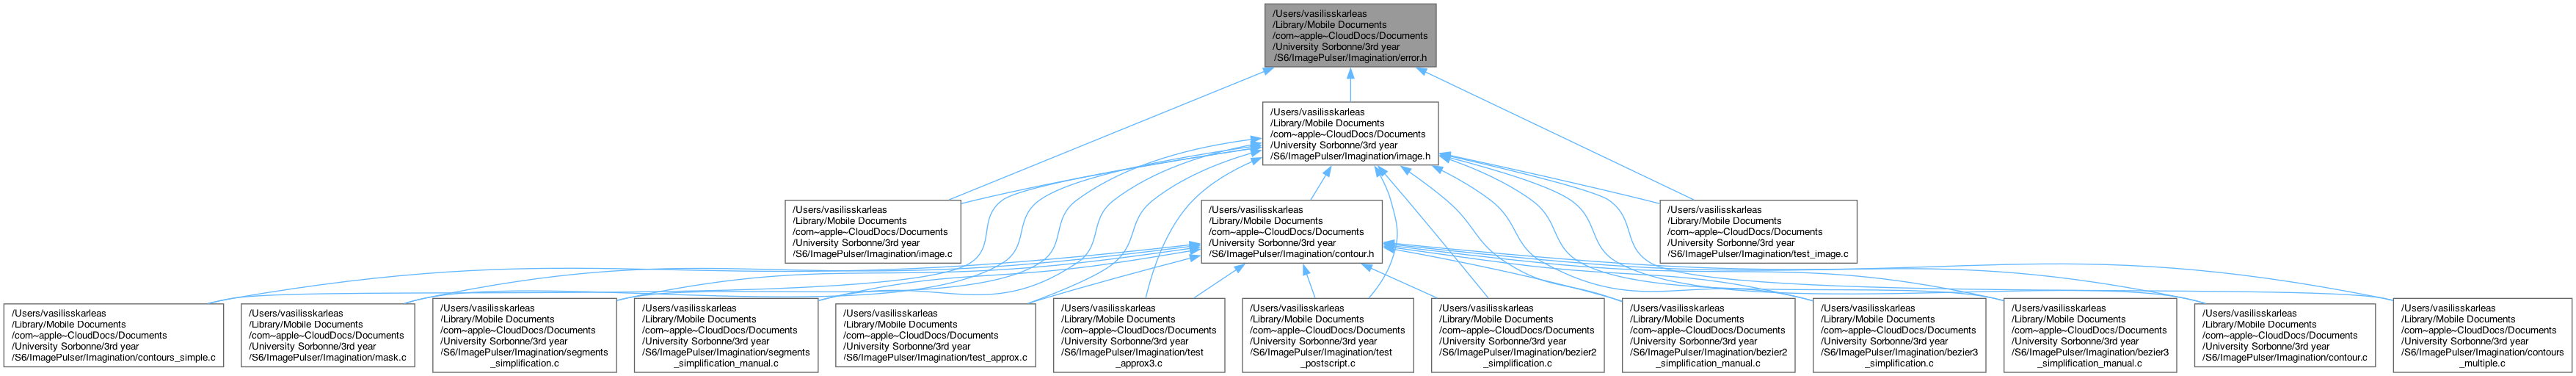 /Users/vasilisskarleas
/Library/Mobile Documents
/com~apple~CloudDocs/Documents
/University Sorbonne/3rd year
/S6/ImagePulser/Imagination/error.h
/Users/vasilisskarleas
/Library/Mobile Documents
/com~apple~CloudDocs/Documents
/University Sorbonne/3rd year
/S6/ImagePulser/Imagination/image.h
/Users/vasilisskarleas
/Library/Mobile Documents
/com~apple~CloudDocs/Documents
/University Sorbonne/3rd year
/S6/ImagePulser/Imagination/image.c
/Users/vasilisskarleas
/Library/Mobile Documents
/com~apple~CloudDocs/Documents
/University Sorbonne/3rd year
/S6/ImagePulser/Imagination/contour.h
/Users/vasilisskarleas
/Library/Mobile Documents
/com~apple~CloudDocs/Documents
/University Sorbonne/3rd year
/S6/ImagePulser/Imagination/test_image.c
/Users/vasilisskarleas
/Library/Mobile Documents
/com~apple~CloudDocs/Documents
/University Sorbonne/3rd year
/S6/ImagePulser/Imagination/contours_simple.c
/Users/vasilisskarleas
/Library/Mobile Documents
/com~apple~CloudDocs/Documents
/University Sorbonne/3rd year
/S6/ImagePulser/Imagination/mask.c
/Users/vasilisskarleas
/Library/Mobile Documents
/com~apple~CloudDocs/Documents
/University Sorbonne/3rd year
/S6/ImagePulser/Imagination/segments
_simplification.c
/Users/vasilisskarleas
/Library/Mobile Documents
/com~apple~CloudDocs/Documents
/University Sorbonne/3rd year
/S6/ImagePulser/Imagination/segments
_simplification_manual.c
/Users/vasilisskarleas
/Library/Mobile Documents
/com~apple~CloudDocs/Documents
/University Sorbonne/3rd year
/S6/ImagePulser/Imagination/test_approx.c
/Users/vasilisskarleas
/Library/Mobile Documents
/com~apple~CloudDocs/Documents
/University Sorbonne/3rd year
/S6/ImagePulser/Imagination/test
_approx3.c
/Users/vasilisskarleas
/Library/Mobile Documents
/com~apple~CloudDocs/Documents
/University Sorbonne/3rd year
/S6/ImagePulser/Imagination/test
_postscript.c
/Users/vasilisskarleas
/Library/Mobile Documents
/com~apple~CloudDocs/Documents
/University Sorbonne/3rd year
/S6/ImagePulser/Imagination/bezier2
_simplification.c
/Users/vasilisskarleas
/Library/Mobile Documents
/com~apple~CloudDocs/Documents
/University Sorbonne/3rd year
/S6/ImagePulser/Imagination/bezier2
_simplification_manual.c
/Users/vasilisskarleas
/Library/Mobile Documents
/com~apple~CloudDocs/Documents
/University Sorbonne/3rd year
/S6/ImagePulser/Imagination/bezier3
_simplification.c
/Users/vasilisskarleas
/Library/Mobile Documents
/com~apple~CloudDocs/Documents
/University Sorbonne/3rd year
/S6/ImagePulser/Imagination/bezier3
_simplification_manual.c
/Users/vasilisskarleas
/Library/Mobile Documents
/com~apple~CloudDocs/Documents
/University Sorbonne/3rd year
/S6/ImagePulser/Imagination/contour.c
/Users/vasilisskarleas
/Library/Mobile Documents
/com~apple~CloudDocs/Documents
/University Sorbonne/3rd year
/S6/ImagePulser/Imagination/contours
_multiple.c